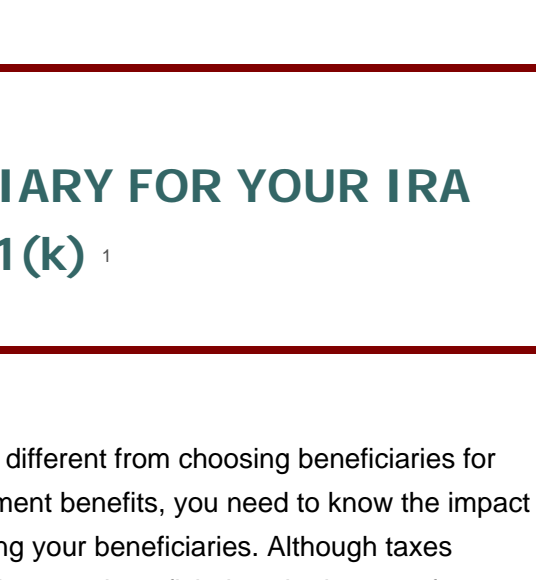 IARY FOR YOUR IRA
1(k) 1
different from choosing beneficiaries for
ment benefits, you need to know the impact
ng your beneficiaries. Although taxes